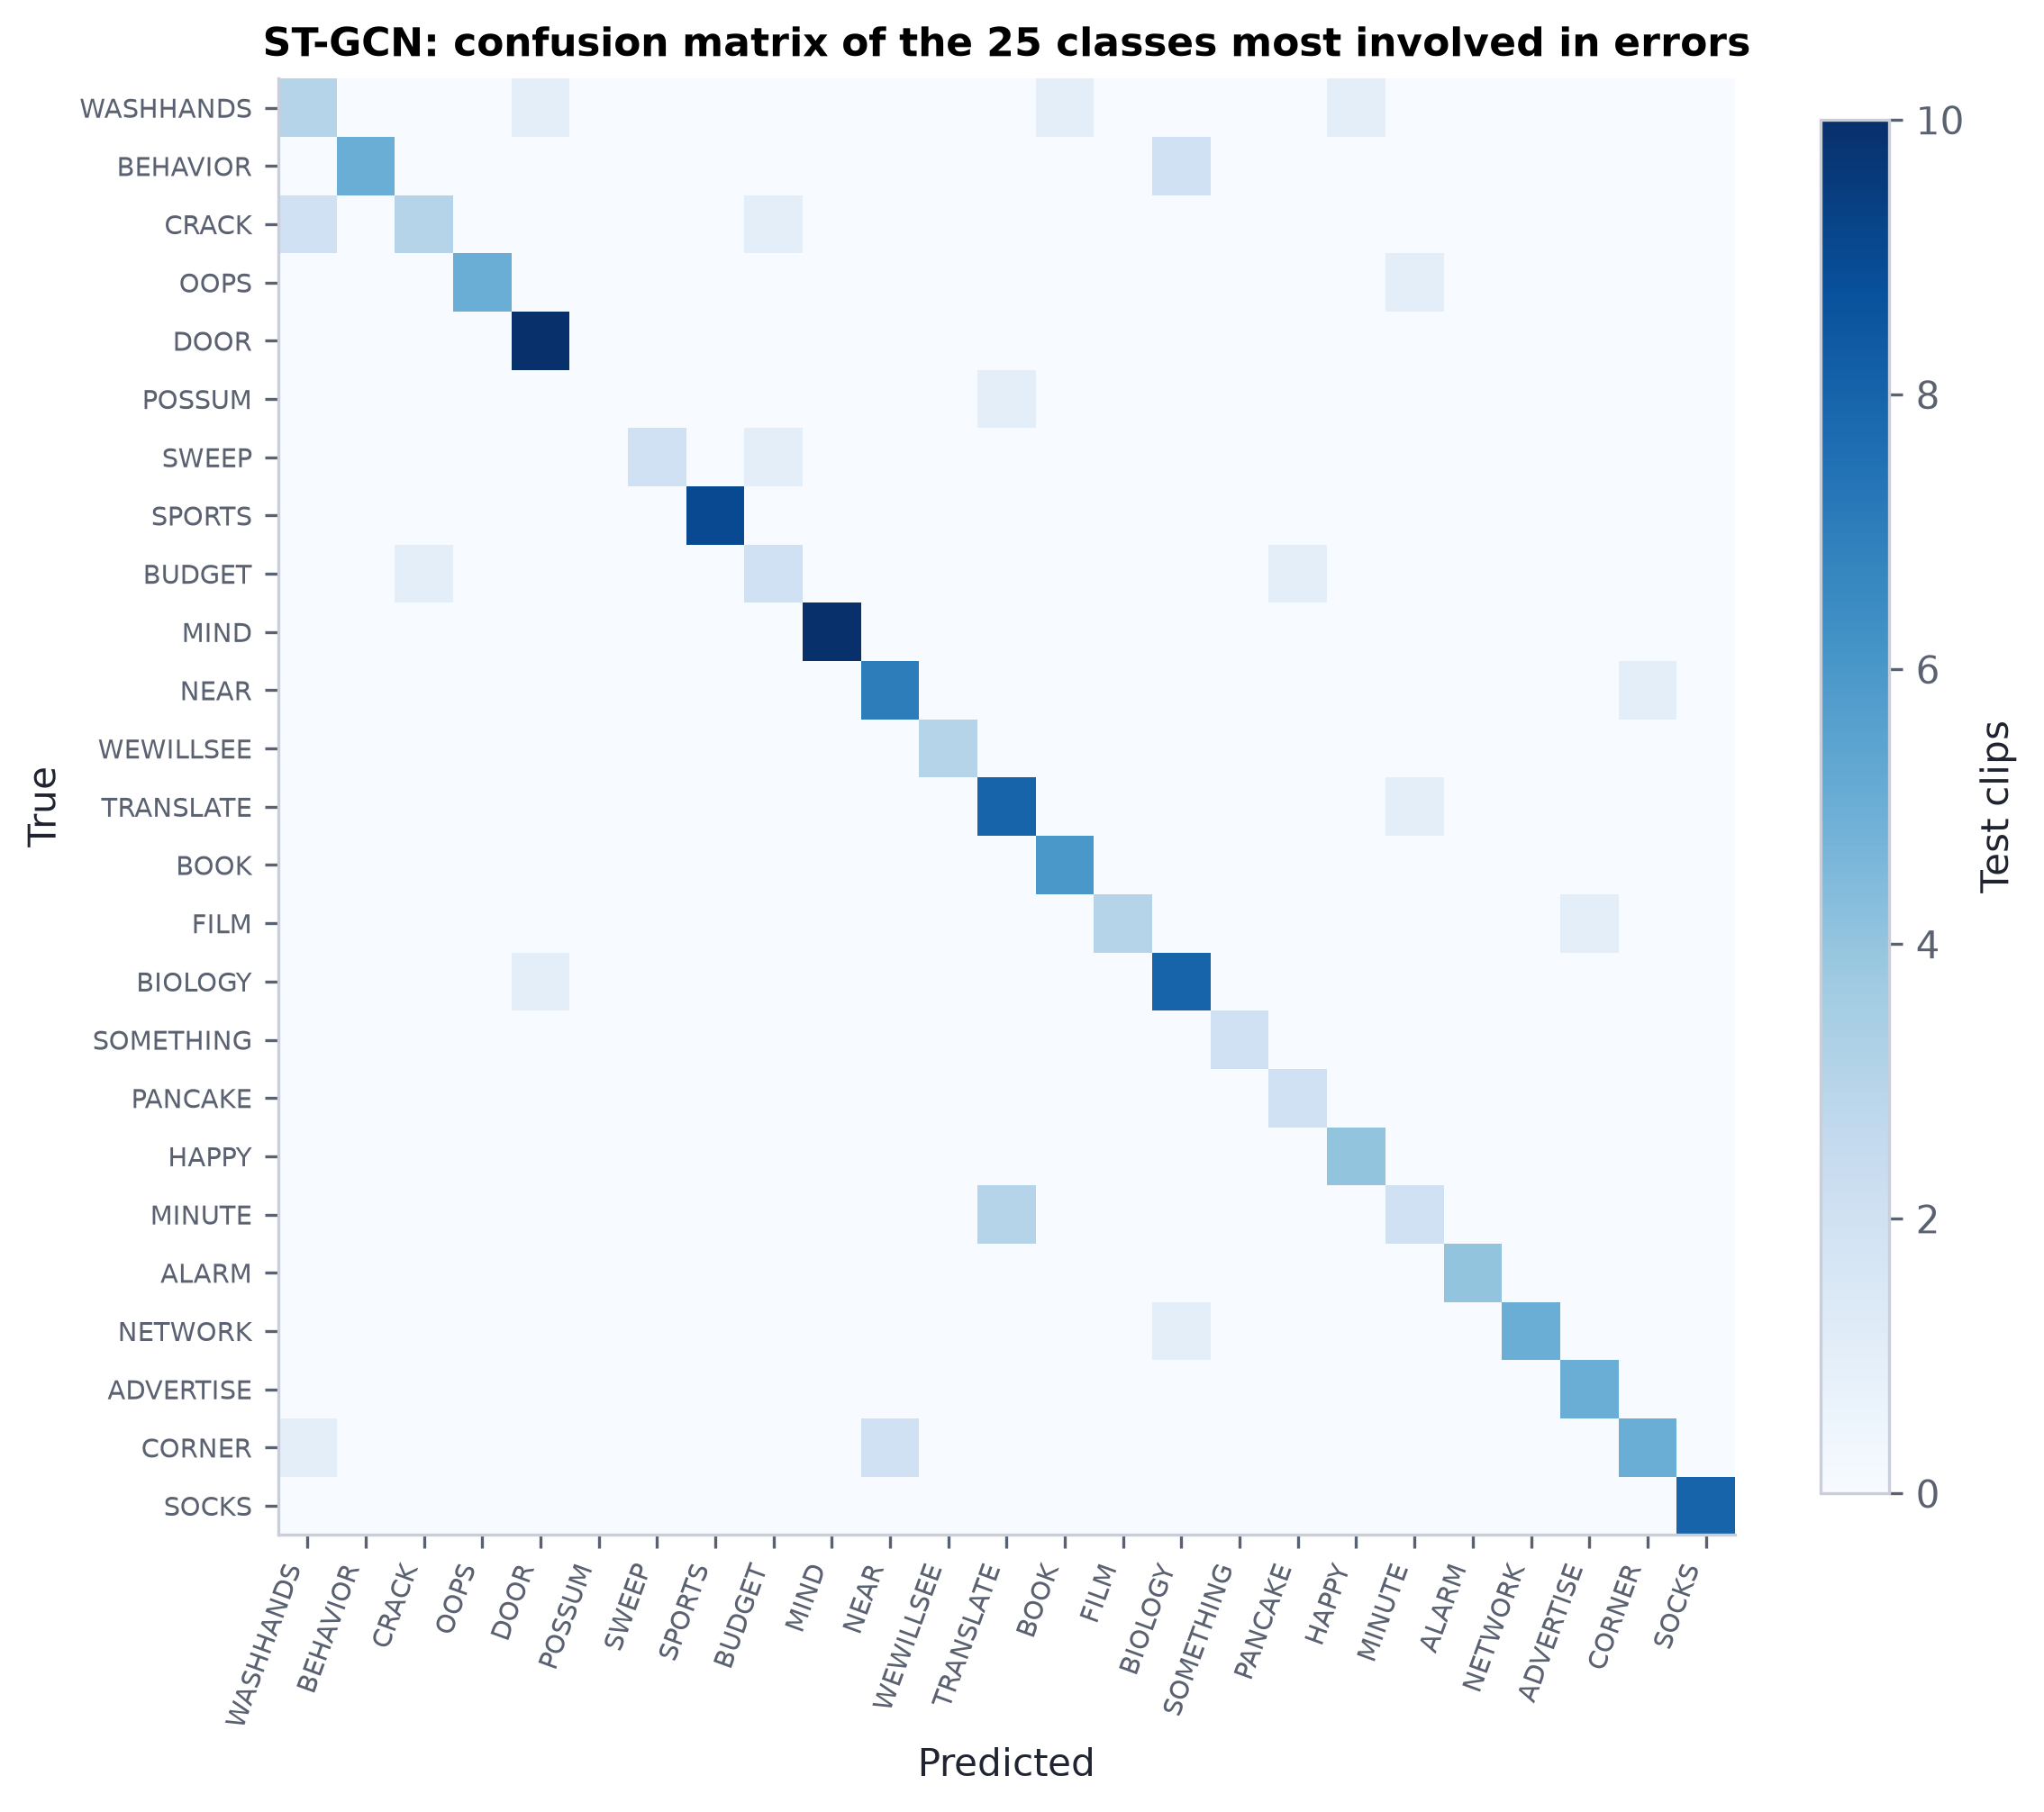 ST-GCN: confusion matrix of the 25 classes most involved in errors
True
WASHHANDS
BEHAVIOR
CRACK
OOPS
DOOR
POSSUM
SWEEP
SPORTS
BUDGET
MIND
NEAR
WEWILLSEE
TRANSLATE
BOOK
FILM
BIOLOGY
SOMETHING
PANCAKE
HAPPY
MINUTE
ALARM
NETWORK
ADVERTISE
CORNER
SOCKS
WASHHANDS
BEHAVIOR
CRACK
OOPS
DOOR
POSSUM
SWEEP
SPORTS
BUDGET
MIND
NEAR
WEWILLSEE
TRANSLATE
BOOK
FILM
BIOLOGY
SOMETHING
PANCAKE
HAPPY
MINUTE
ALARM
NETWORK
ADVERTISE
CORNER
SOCKS
Predicted
10
8
6
4
2
0
Test clips